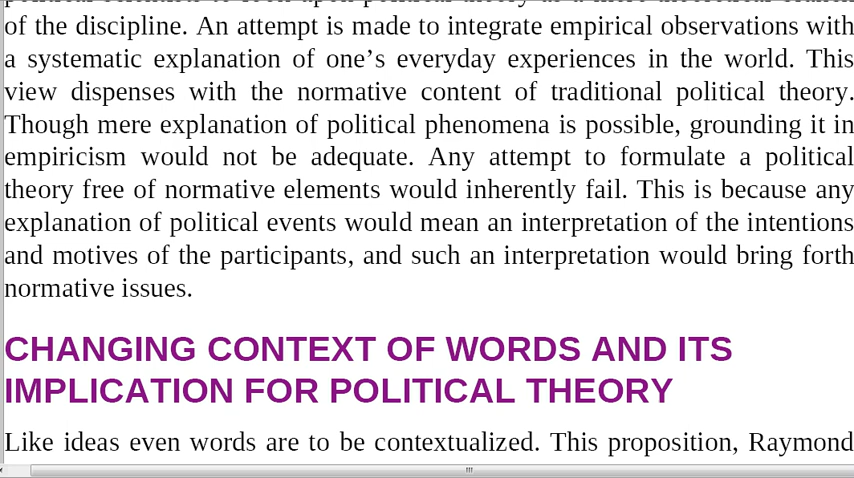 of the discipline. An attempt is made to integrate empirical observations with
a systematic explanation of one’s everyday experiences in the world. This
view dispenses with the normative content of traditional political theory.
Though mere explanation of political phenomena is possible, grounding it in
empiricism would not be adequate. Any attempt to formulate a political
theory free of normative elements would inherently fail. This is because any
explanation of political events would mean an interpretation of the intentions
and motives of the participants, and such an interpretation would bring forth
normative issues.
CHANGING CONTEXT OF WORDS AND ITS
IMPLICATION FOR POLITICAL THEORY
Like ideas even words are to be contextualized. This proposition, Raymond